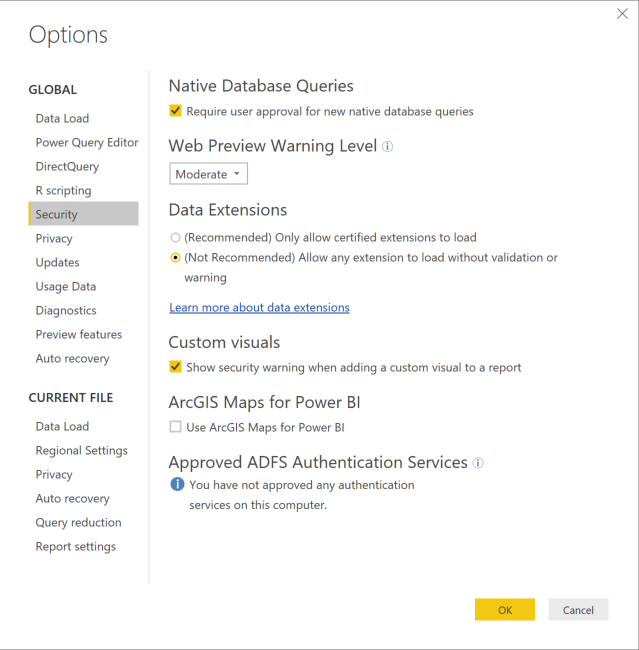 Options
GLOBAL
Data Load
Power Query Editor
DirectQuery
R scripting
Security
Privacy
Updates
Usage Data
Diagnostics
Preview features
Auto recovery
CURRENT FILE
Data Load
Regional Settings
Privacy
Auto recovery
Query reduction
Report settings
Native Database Queries
Require user approval for new native database queries
Web Preview Warning Level
Moderate
Data Extensions
(Recommended) Only allow certified extensions to load
(Not Recommended) Allow any extension to load without validation or
warning
Learn more about data extensions
Custom visuals
Show security warning when adding a custom visual to a report
ArcGIS Maps for Power BI
Use ArcGIS Maps for Power BI
Approved ADFS Authentication Services
You have not approved any authentication
services on this computer.
OK
Cancel